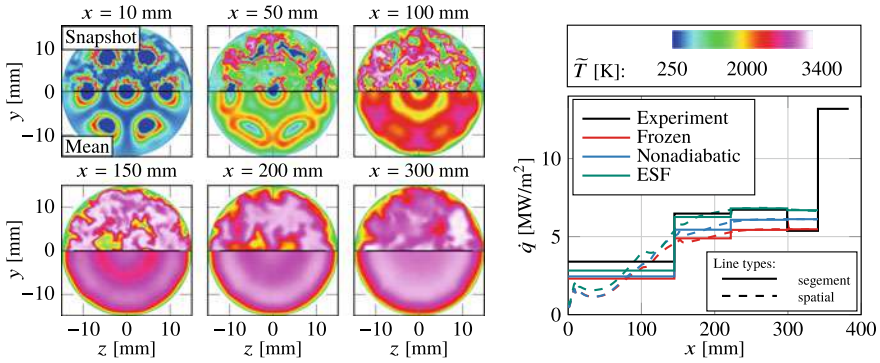 x = 10 mm
x = 50 mm
x = 100 mm
Snapshot
Mean
y [mm]
10
0
−10
x = 150 mm
x = 200 mm
x = 300 mm
y [mm]
10
0
−10
−10 0 10
−10 0 10
−10 0 10
z [mm]
z [mm]
z [mm]
T̃ [K]:
250
2000
3400
Experiment
Frozen
Nonadiabatic
ESF
q̇ [MW/m²]
10
5
0
Line types:
segement
spatial
0 100 200 300 400
x [mm]